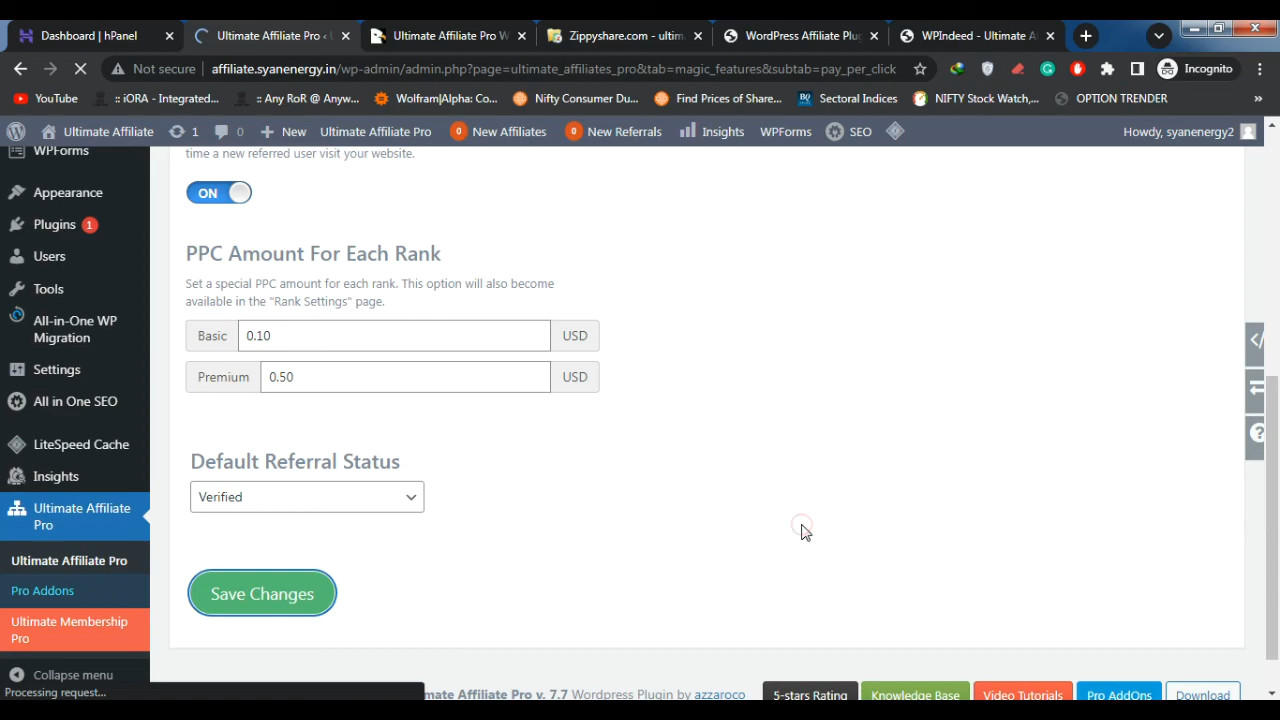 Dashboard | hPanel
Ultimate Affiliate Pro ‹
Ultimate Affiliate Pro W
Zippyshare.com - ultim
WordPress Affiliate Plu
WPIndeed - Ultimate A
Not secure
affiliate.syanenergy.in/wp-admin/admin.php?page=ultimate_affiliates_pro&tab=magic_features&subtab=pay_per_click
Incognito
YouTube
:: iORA - Integrated...
:: Any RoR @ Anyw...
Wolfram|Alpha: Co...
Nifty Consumer Du...
Find Prices of Share...
BQ
Sectoral Indices
NIFTY Stock Watch,...
OPTION TRENDER
»
Ultimate Affiliate
1
0
New
Ultimate Affiliate Pro
0 New Affiliates
0 New Referrals
Insights
WPForms
SEO
Howdy, syanenergy2
WPForms
Appearance
Plugins 1
Users
Tools
All-in-One WP
Migration
Settings
All in One SEO
LiteSpeed Cache
Insights
Ultimate Affiliate
Pro
Ultimate Affiliate Pro
Pro Addons
Ultimate Membership
Pro
Collapse menu
Processing request...
time a new referred user visit your website.
ON
PPC Amount For Each Rank
Set a special PPC amount for each rank. This option will also become
available in the "Rank Settings" page.
Basic 0.10 USD
Premium 0.50 USD
Default Referral Status
Verified
Save Changes
</>
?
mate Affiliate Pro v. 7.7 Wordpress Plugin by azzaroco
5-stars Rating
Knowledge Base
Video Tutorials
Pro AddOns
Download